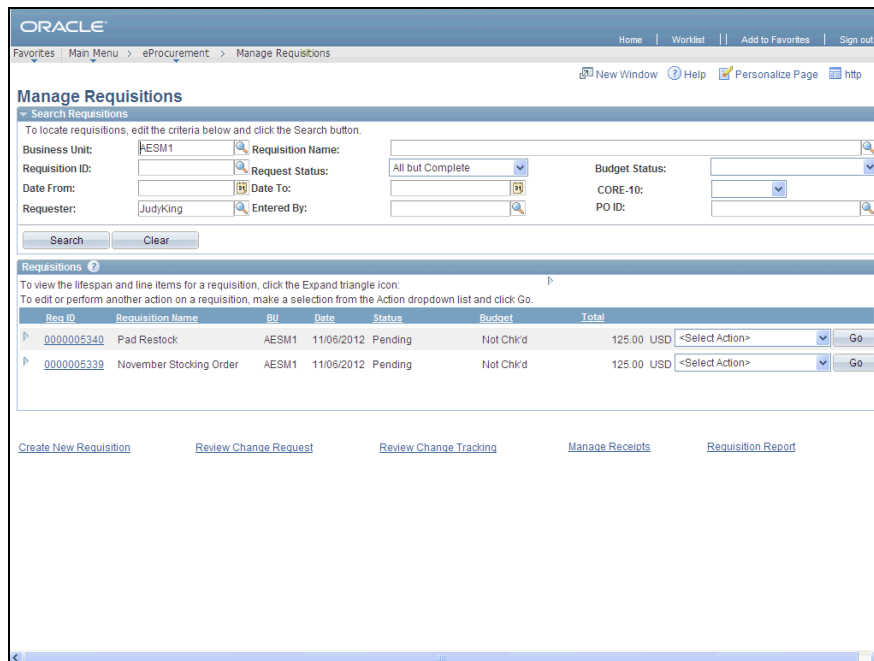 ORACLE
Home | Worklist || Add to Favorites | Sign out
Favorites Main Menu > eProcurement > Manage Requisitions
New Window Help Personalize Page http
Manage Requisitions
Search Requisitions
To locate requisitions, edit the criteria below and click the Search button.
Business Unit: AESM1 Requisition Name:
Requisition ID: Request Status: All but Complete Budget Status:
Date From: Date To: CORE-10:
Requester: JudyKing Entered By: PO ID:
Search Clear
Requisitions ?
To view the lifespan and line items for a requisition, click the Expand triangle icon:
To edit or perform another action on a requisition, make a selection from the Action dropdown list and click Go.
Req ID Requisition Name BU Date Status Budget Total
0000005340 Pad Restock AESM1 11/06/2012 Pending Not Chk'd 125.00 USD <Select Action> Go
0000005339 November Stocking Order AESM1 11/06/2012 Pending Not Chk'd 125.00 USD <Select Action> Go
Create New Requisition Review Change Request Review Change Tracking Manage Receipts Requisition Report